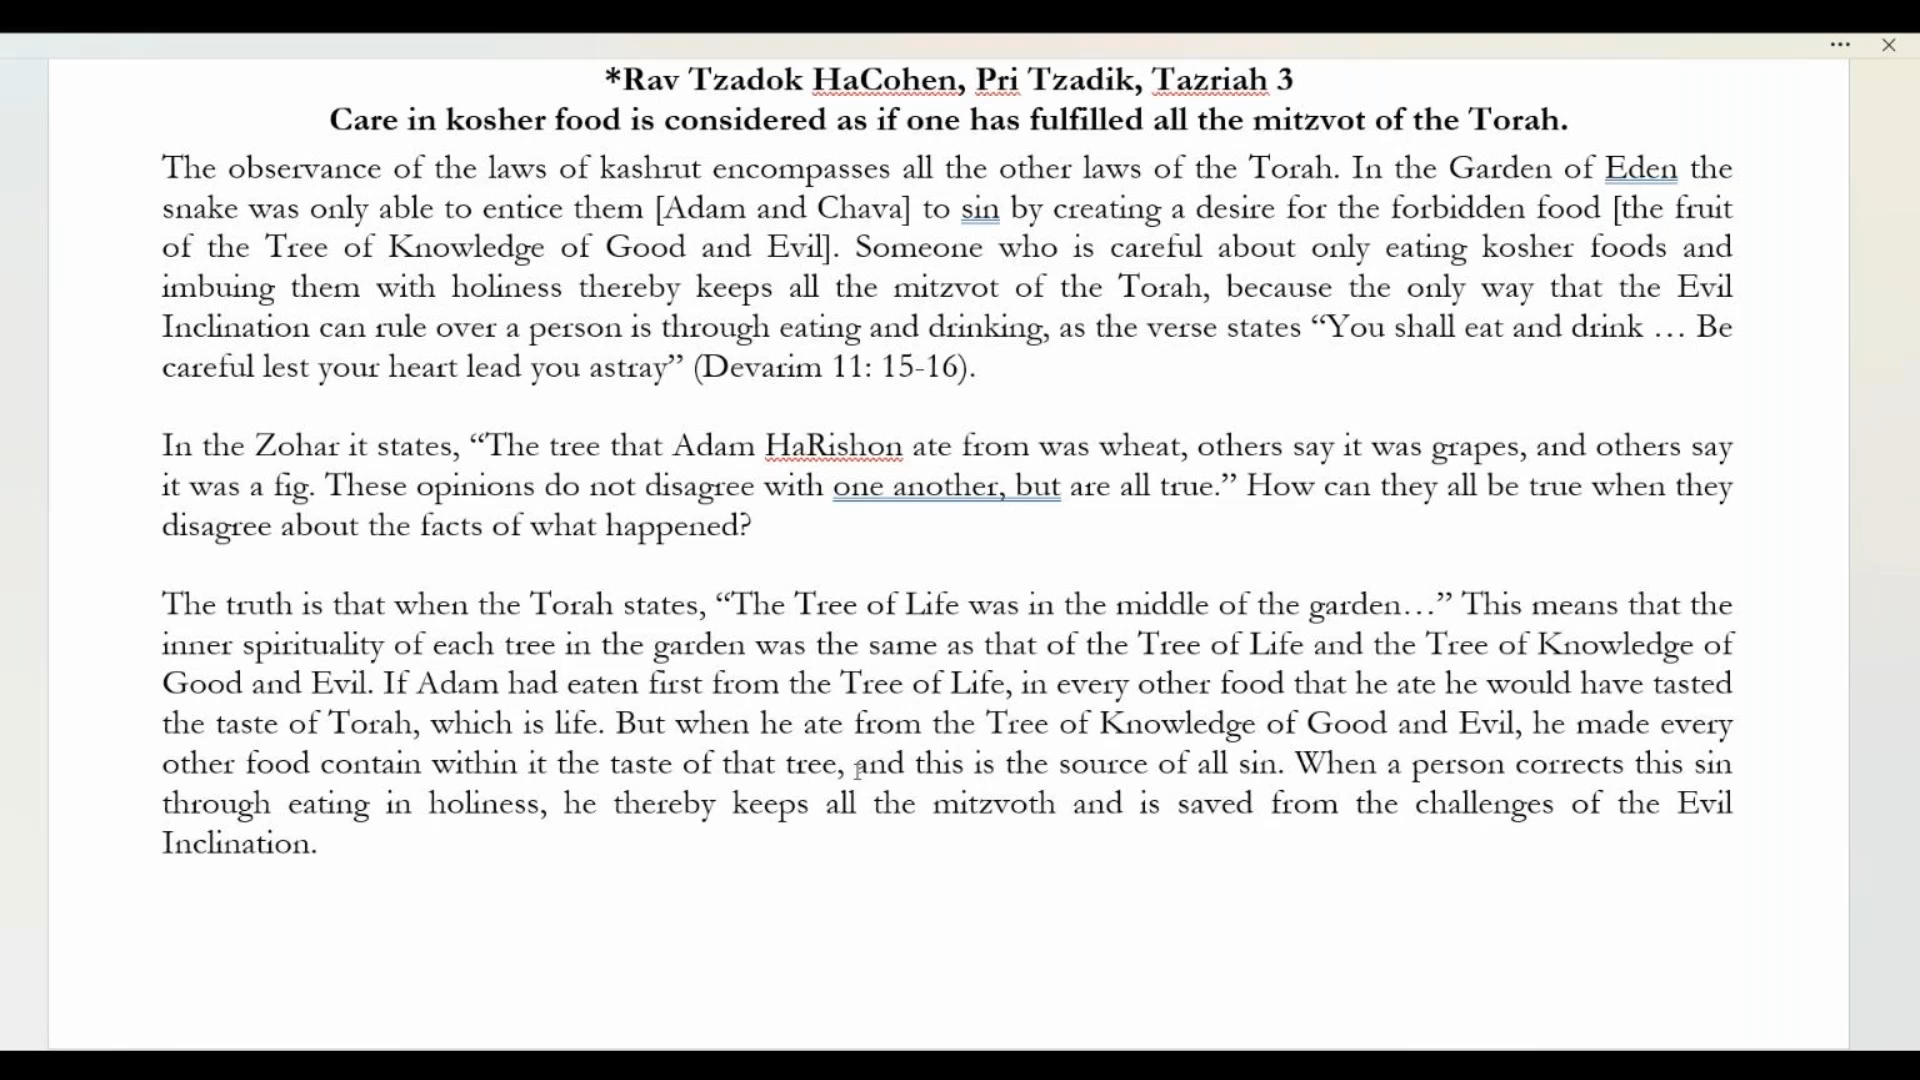 *Rav Tzadok HaCohen, Pri Tzadik, Tazriah 3
Care in kosher food is considered as if one has fulfilled all the mitzvot of the Torah.
The observance of the laws of kashrut encompasses all the other laws of the Torah. In the Garden of Eden the
snake was only able to entice them [Adam and Chava] to sin by creating a desire for the forbidden food [the fruit
of the Tree of Knowledge of Good and Evil]. Someone who is careful about only eating kosher foods and
imbuing them with holiness thereby keeps all the mitzvot of the Torah, because the only way that the Evil
Inclination can rule over a person is through eating and drinking, as the verse states “You shall eat and drink … Be
careful lest your heart lead you astray” (Devarim 11: 15-16).
In the Zohar it states, “The tree that Adam HaRishon ate from was wheat, others say it was grapes, and others say
it was a fig. These opinions do not disagree with one another, but are all true.” How can they all be true when they
disagree about the facts of what happened?
The truth is that when the Torah states, “The Tree of Life was in the middle of the garden…” This means that the
inner spirituality of each tree in the garden was the same as that of the Tree of Life and the Tree of Knowledge of
Good and Evil. If Adam had eaten first from the Tree of Life, in every other food that he ate he would have tasted
the taste of Torah, which is life. But when he ate from the Tree of Knowledge of Good and Evil, he made every
other food contain within it the taste of that tree, and this is the source of all sin. When a person corrects this sin
through eating in holiness, he thereby keeps all the mitzvoth and is saved from the challenges of the Evil
Inclination.